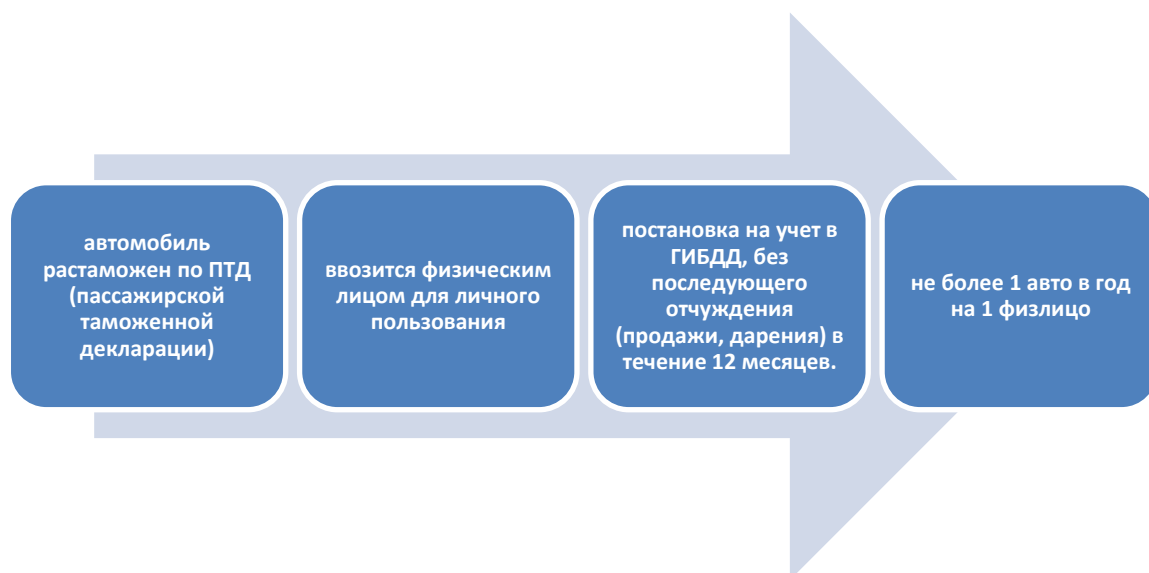 автомобиль
растаможен по ПТД
(пассажирской
таможенной
декларации)
ввозится физическим
лицом для личного
пользования
постановка на учет в
ГИБДД, без
последующего
отчуждения
(продажи, дарения) в
течение 12 месяцев.
не более 1 авто в год
на 1 физлицо